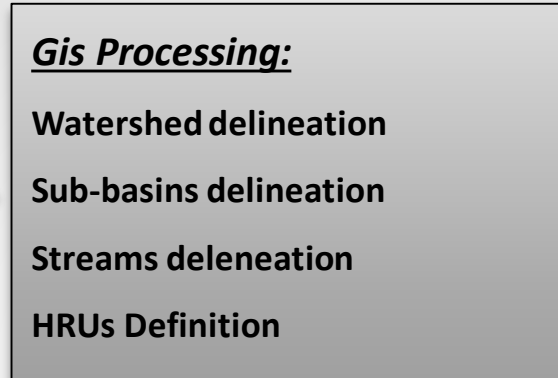 Gis Processing:
Watershed delineation
Sub-basins delineation
Streams deleneation
HRUs Definition